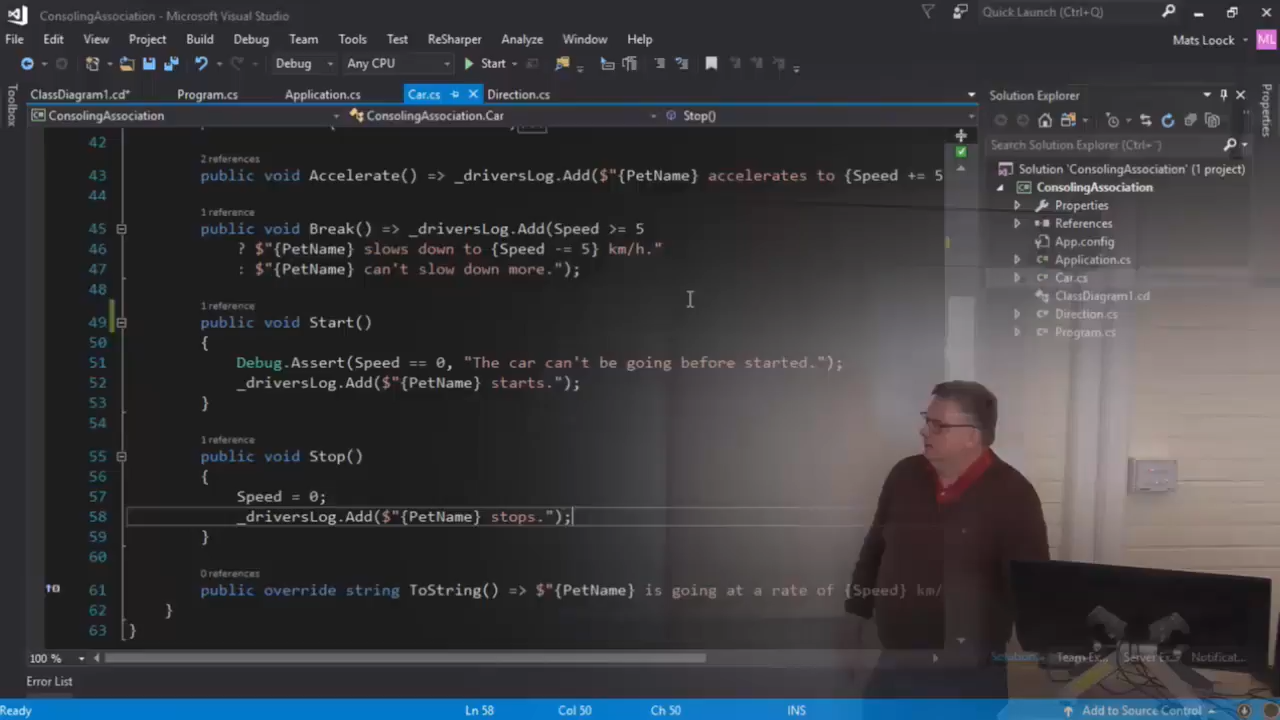 ConsolingAssociation - Microsoft Visual Studio
Quick Launch (Ctrl+Q)
File Edit View Project Build Debug Team Tools Test ReSharper Analyze Window Help
Mats Loock ML
Debug Any CPU Start
Toolbox
ClassDiagram1.cd* Program.cs Application.cs Car.cs Direction.cs
ConsolingAssociation ConsolingAssociation.Car Stop()
42
2 references
43 public void Accelerate() => _driversLog.Add($"{PetName} accelerates to {Speed += 5
44
1 reference
45 public void Break() => _driversLog.Add(Speed >= 5
46 ? $"{PetName} slows down to {Speed -= 5} km/h."
47 : $"{PetName} can't slow down more.");
48
1 reference
49 public void Start()
50 {
51 Debug.Assert(Speed == 0, "The car can't be going before started.");
52 _driversLog.Add($"{PetName} starts.");
53 }
54
1 reference
55 public void Stop()
56 {
57 Speed = 0;
58 _driversLog.Add($"{PetName} stops.");
59 }
60
0 references
61 public override string ToString() => $"{PetName} is going at a rate of {Speed} km/
62 }
63 }
100 %
Error List
Ready Ln 58 Col 50 Ch 50 INS Add to Source Control
Solution Explorer
Search Solution Explorer (Ctrl+¨)
Solution 'ConsolingAssociation' (1 project)
ConsolingAssociation
Properties
References
App.config
Application.cs
Car.cs
ClassDiagram1.cd
Direction.cs
Program.cs
Solution... Team Ex... Server Ex... Notificat...
Properties